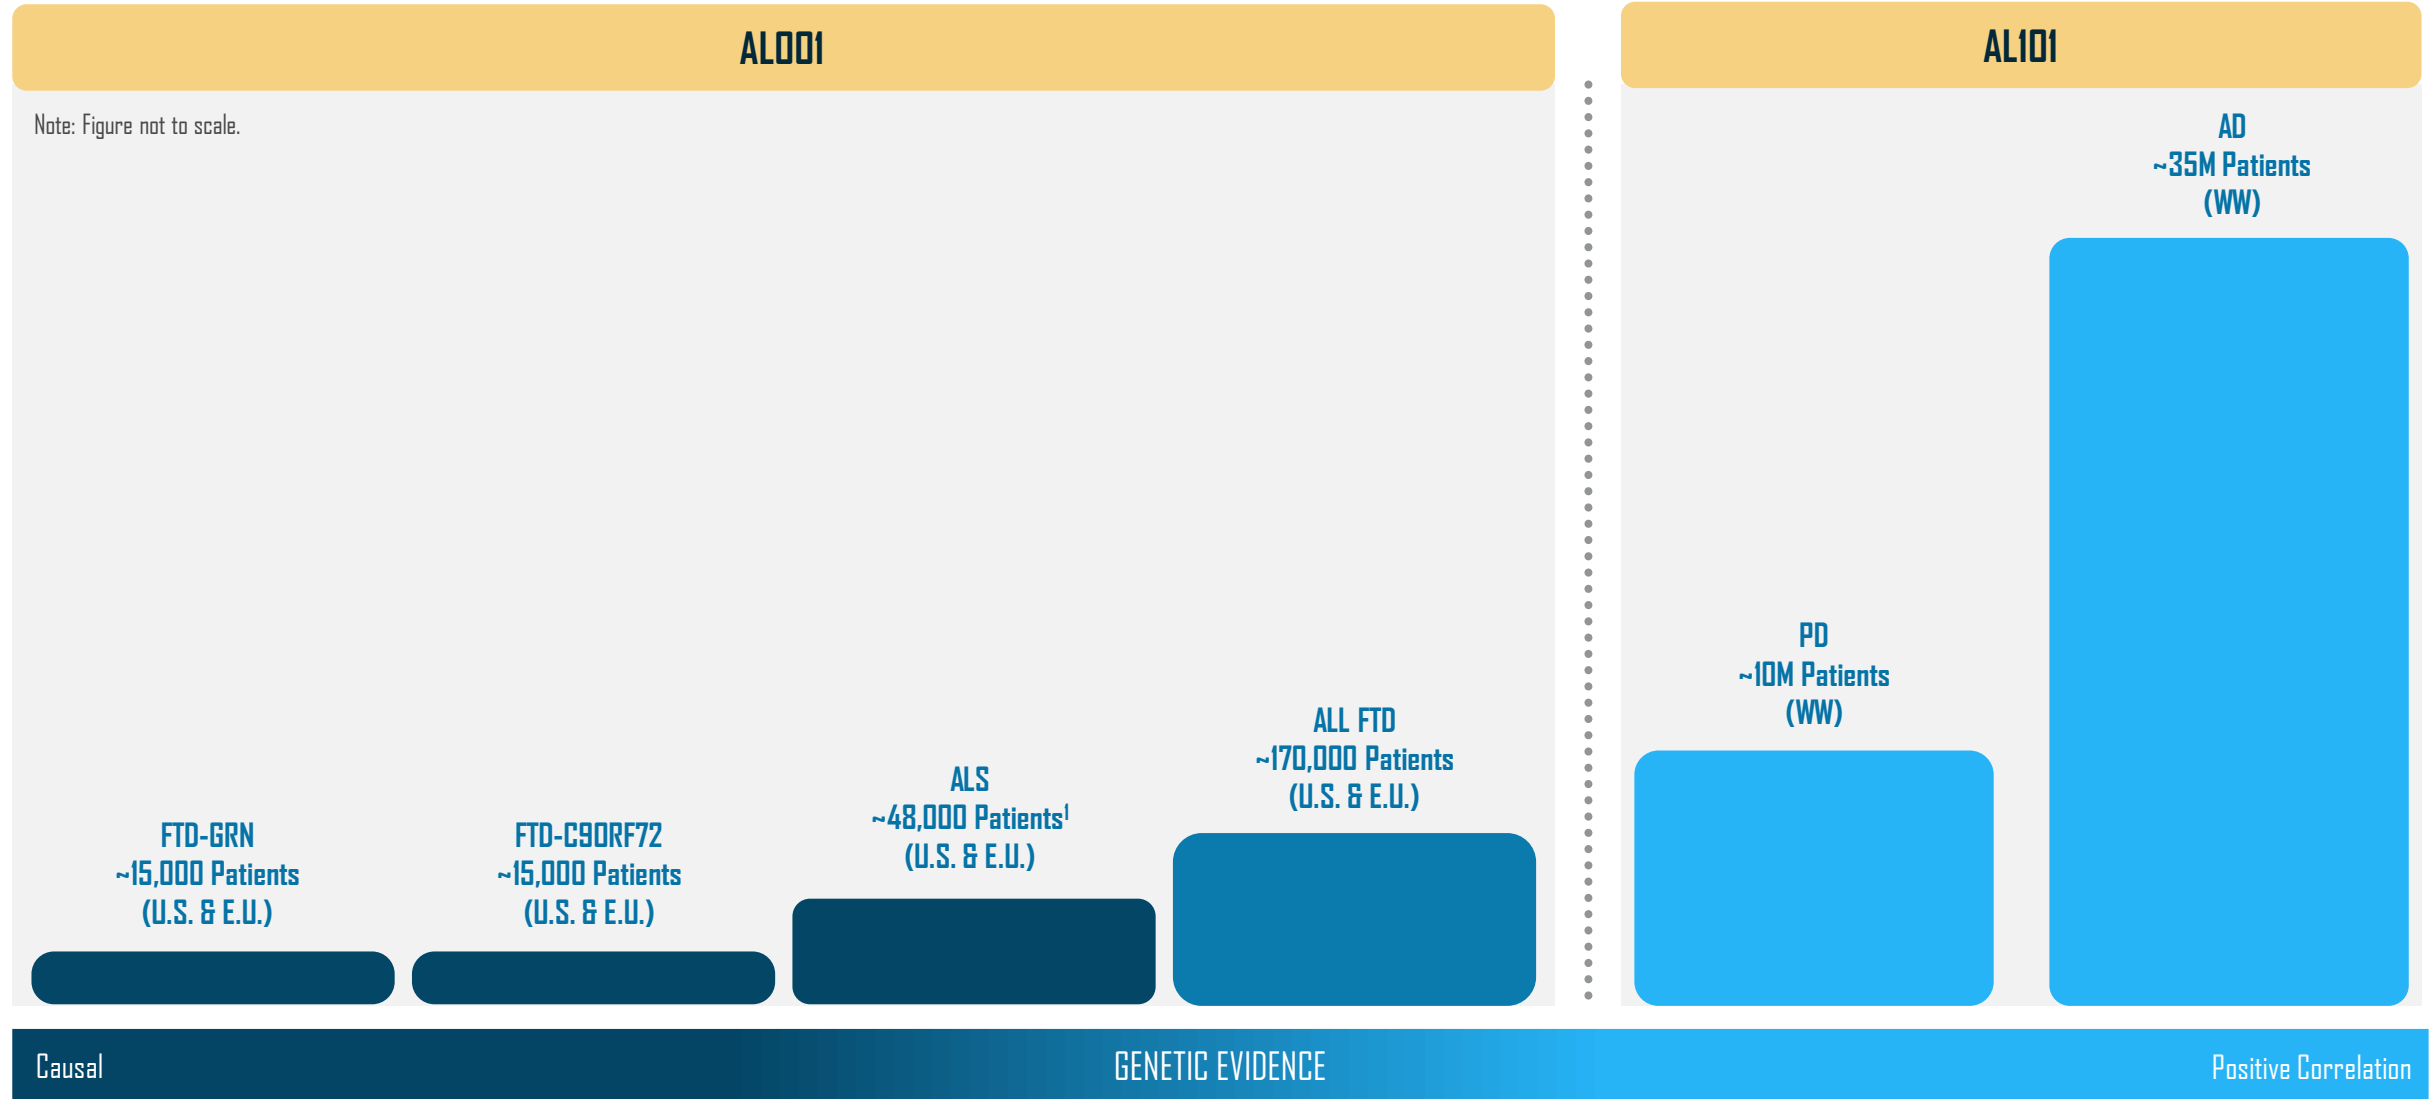 AL001
Note: Figure not to scale.
FTD-GRN
~15,000 Patients
(U.S. & E.U.)
FTD-C9ORF72
~15,000 Patients
(U.S. & E.U.)
ALS
~48,000 Patients¹
(U.S. & E.U.)
ALL FTD
~170,000 Patients
(U.S. & E.U.)
AL101
PD
~10M Patients
(WW)
AD
~35M Patients
(WW)
Causal
GENETIC EVIDENCE
Positive Correlation